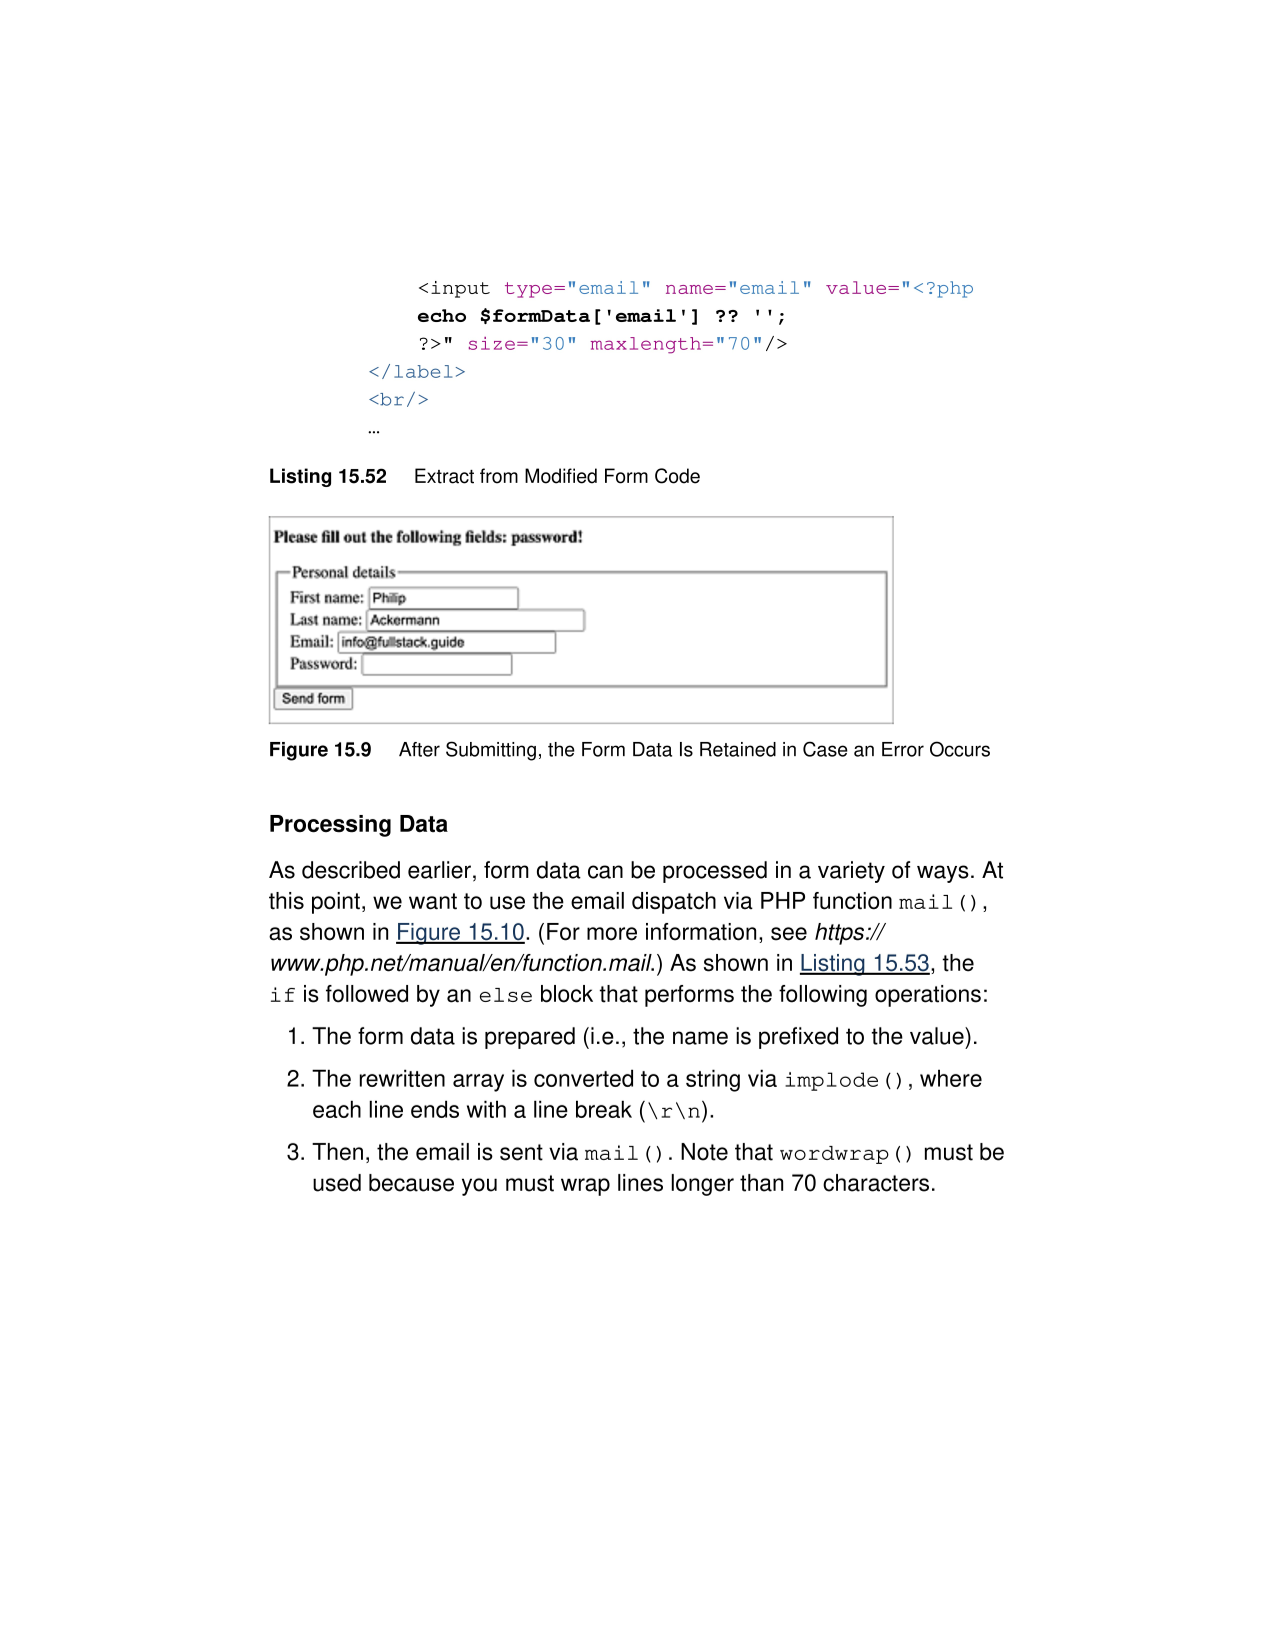 <input type="email" name="email" value="<?php
echo $formData['email'] ?? '';
?>" size="30" maxlength="70"/>
</label>
<br/>
…
Listing 15.52 Extract from Modified Form Code
Please fill out the following fields: password!
Personal details
First name: Philip
Last name: Ackermann
Email: info@fullstack.guide
Password:
Send form
Figure 15.9 After Submitting, the Form Data Is Retained in Case an Error Occurs
Processing Data
As described earlier, form data can be processed in a variety of ways. At
this point, we want to use the email dispatch via PHP function mail(),
as shown in Figure 15.10. (For more information, see https://
www.php.net/manual/en/function.mail.) As shown in Listing 15.53, the
if is followed by an else block that performs the following operations:
1. The form data is prepared (i.e., the name is prefixed to the value).
2. The rewritten array is converted to a string via implode(), where
each line ends with a line break (\r\n).
3. Then, the email is sent via mail(). Note that wordwrap() must be
used because you must wrap lines longer than 70 characters.